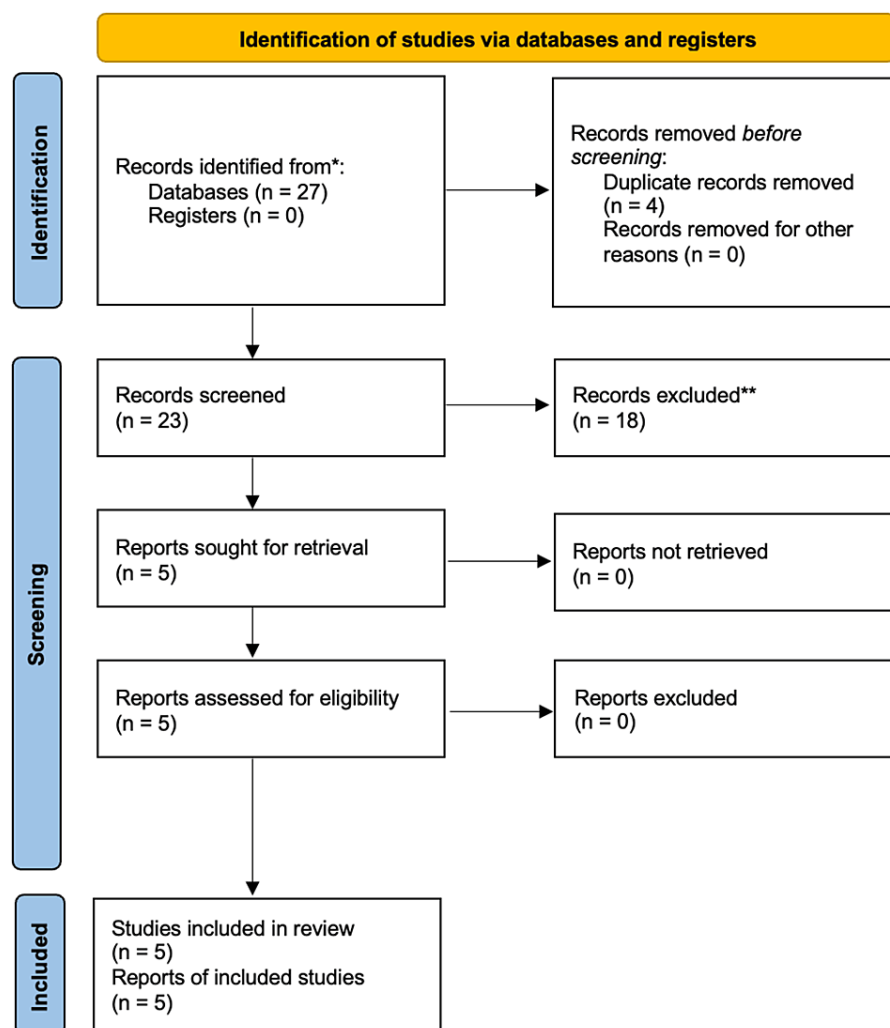 Identification of studies via databases and registers
Identification
Records identified from*:
Databases (n = 27)
Registers (n = 0)
Records removed before
screening:
Duplicate records removed
(n = 4)
Records removed for other
reasons (n = 0)
Screening
Records screened
(n = 23)
Records excluded**
(n = 18)
Reports sought for retrieval
(n = 5)
Reports not retrieved
(n = 0)
Reports assessed for eligibility
(n = 5)
Reports excluded
(n = 0)
Included
Studies included in review
(n = 5)
Reports of included studies
(n = 5)